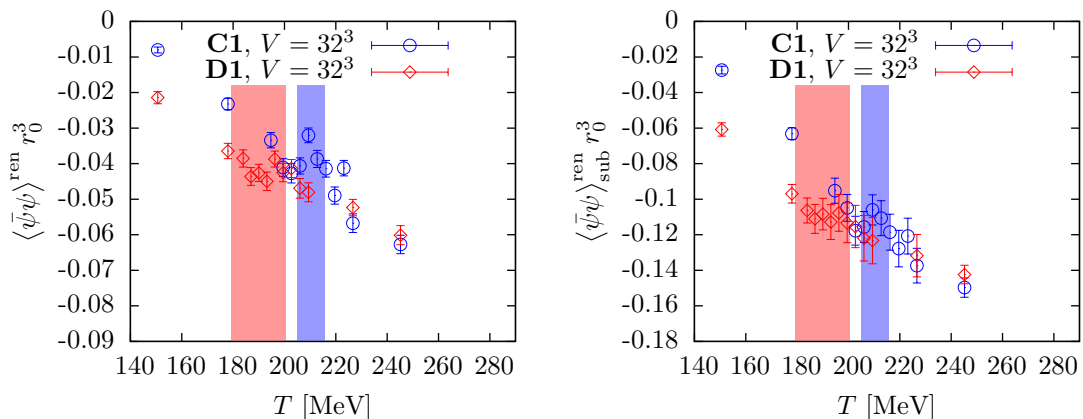 0
-0.01
-0.02
-0.03
-0.04
-0.05
-0.06
-0.07
-0.08
-0.09
140 160 180 200 220 240 260 280
⟨ψ̄ψ⟩^ren r_0^3
T [MeV]
C1, V = 32^3
D1, V = 32^3
0
-0.02
-0.04
-0.06
-0.08
-0.1
-0.12
-0.14
-0.16
-0.18
140 160 180 200 220 240 260 280
⟨ψ̄ψ⟩_sub^ren r_0^3
T [MeV]
C1, V = 32^3
D1, V = 32^3